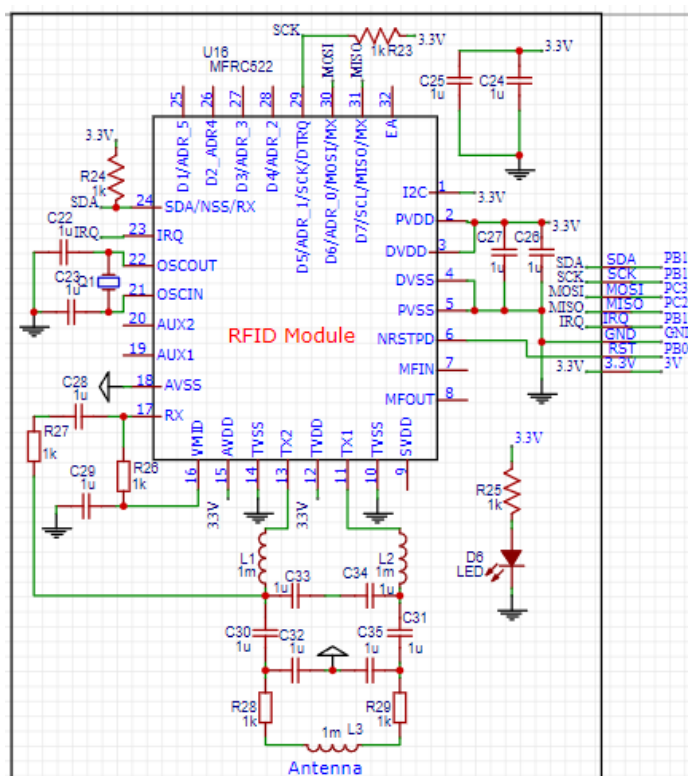 SCK
1k R23
3.3V
U16
MFRC522
MOSI
MISO
3.3V
C25
1u
C24
1u
25
26
27
28
29
30
31
32
D1/ADR_5
D2_ADR4
D3/ADR_3
D4/ADR_2
D5/ADR_1/SCK/DTRQ
D6/ADR_0/MOSI/MX
D7/SCL/MISO/MX
EA
3.3V
R24
1k
SDA
24
SDA/NSS/RX
I2C
1
3.3V
C22
1u
IRQ
23
IRQ
PVDD
2
3.3V
22
OSCOUT
DVDD
3
C27
1u
C26
1u
C23
1u
Q1
21
OSCIN
DVSS
4
20
AUX2
PVSS
5
19
AUX1
NRSTPD
6
RFID Module
MFIN
7
18
AVSS
MFOUT
8
17
RX
SDA
SDA
PB1
SCK
SCK
PB1
MOSI
MOSI
PC3
MISO
MISO
PC2
IRQ
IRQ
PB1
GND
GN
RST
PB0
3.3V
3.3V
3V
C28
1u
R27
1k
C29
1u
R26
1k
VMID
AVDD
TVSS
TX2
TVDD
TX1
TVSS
SVDD
16
15
14
13
12
11
10
9
3.3V
3.3V
3.3V
R25
1k
D6
LED
L1
1m
L2
1m
C33
1u
C34
1u
C30
1u
C32
1u
C35
1u
C31
1u
R28
1k
R29
1k
1m
L3
Antenna